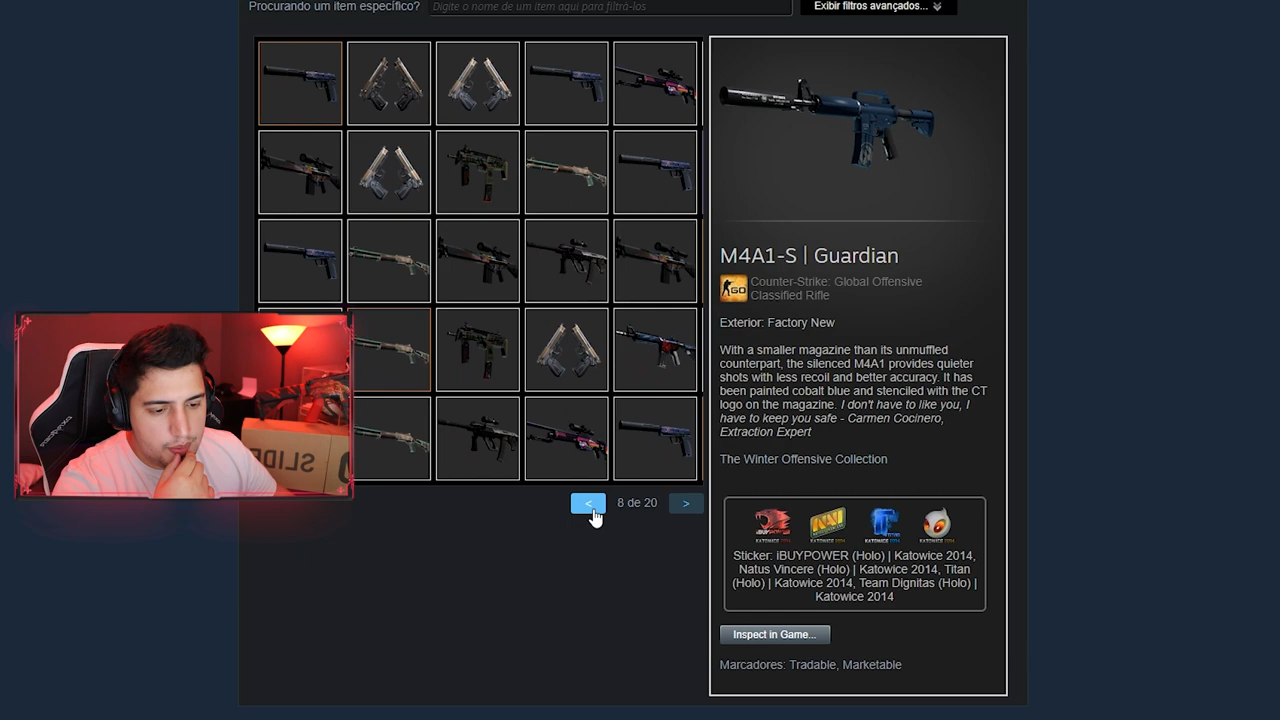 Procurando um item específico?
Digite o nome de um item aqui para filtrá-los
Exibir filtros avançados...
M4A1-S | Guardian
Counter-Strike: Global Offensive
Classified Rifle
Exterior: Factory New
With a smaller magazine than its unmuffled
counterpart, the silenced M4A1 provides quieter
shots with less recoil and better accuracy. It has
been painted cobalt blue and stenciled with the CT
logo on the magazine. I don't have to like you, I
have to keep you safe - Carmen Cocinero,
Extraction Expert
The Winter Offensive Collection
Sticker: iBUYPOWER (Holo) | Katowice 2014,
Natus Vincere (Holo) | Katowice 2014, Titan
(Holo) | Katowice 2014, Team Dignitas (Holo) |
Katowice 2014
Inspect in Game...
Marcadores: Tradable, Marketable
< 8 de 20 >